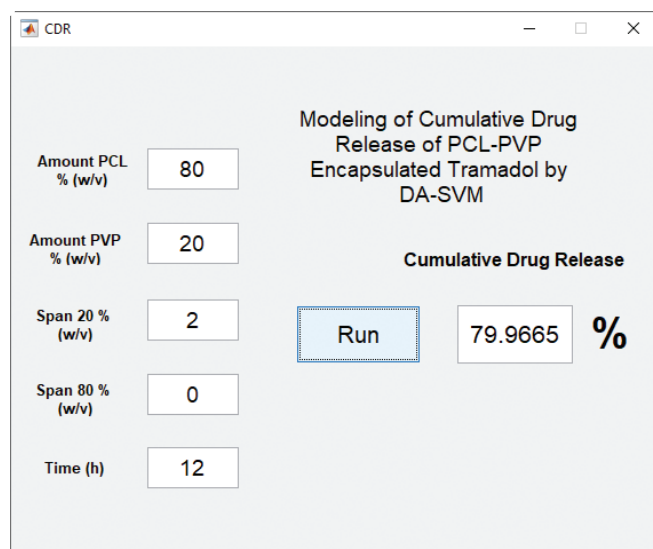 CDR
Modeling of Cumulative Drug
Release of PCL-PVP
Encapsulated Tramadol by
DA-SVM
Amount PCL
% (w/v)
80
Amount PVP
% (w/v)
20
Cumulative Drug Release
Span 20 %
(w/v)
2
Run
79.9665
%
Span 80 %
(w/v)
0
Time (h)
12